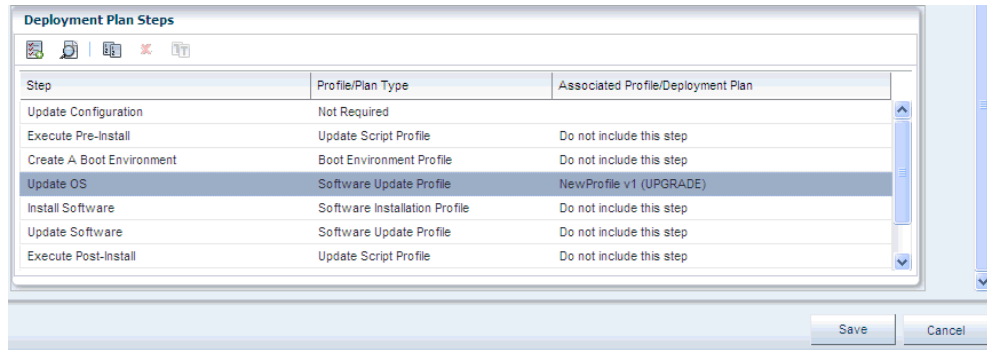 Deployment Plan Steps
Step Profile/Plan Type Associated Profile/Deployment Plan
Update Configuration Not Required
Execute Pre-Install Update Script Profile Do not include this step
Create A Boot Environment Boot Environment Profile Do not include this step
Update OS Software Update Profile NewProfile v1 (UPGRADE)
Install Software Software Installation Profile Do not include this step
Update Software Software Update Profile Do not include this step
Execute Post-Install Update Script Profile Do not include this step
Save Cancel